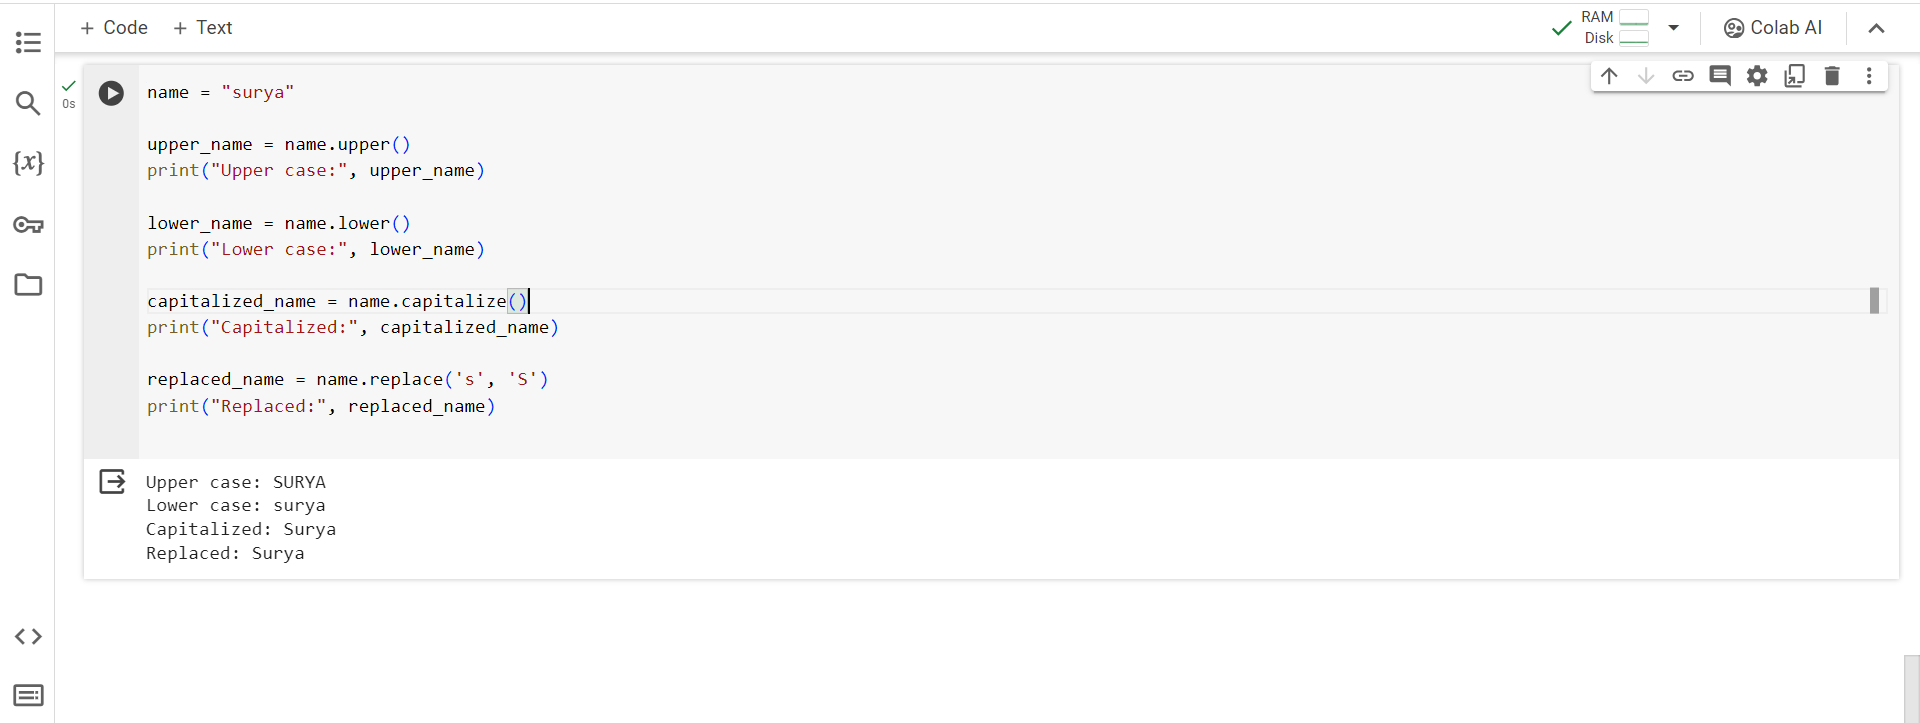 + Code + Text
RAM
Disk
Colab AI
{x}
0s
name = "surya"
upper_name = name.upper()
print("Upper case:", upper_name)
lower_name = name.lower()
print("Lower case:", lower_name)
capitalized_name = name.capitalize()
print("Capitalized:", capitalized_name)
replaced_name = name.replace('s', 'S')
print("Replaced:", replaced_name)
Upper case: SURYA
Lower case: surya
Capitalized: Surya
Replaced: Surya